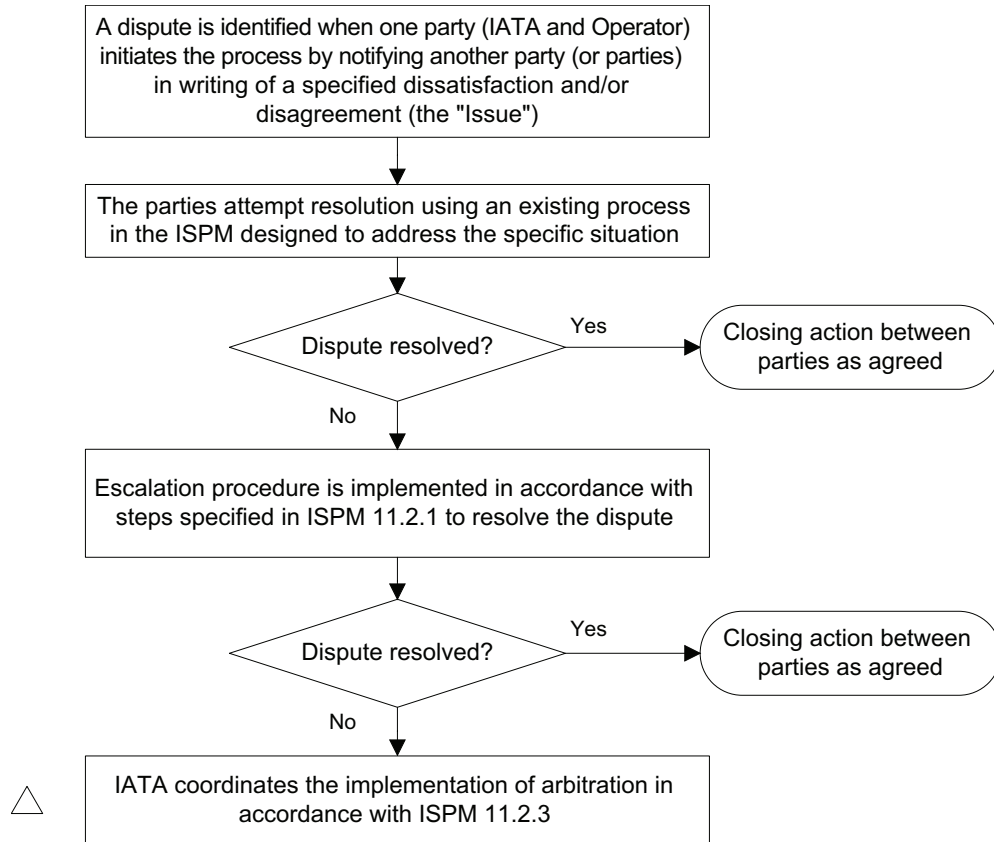 A dispute is identified when one party (IATA and Operator)
initiates the process by notifying another party (or parties)
in writing of a specified dissatisfaction and/or
disagreement (the "Issue")
The parties attempt resolution using an existing process
in the ISPM designed to address the specific situation
Dispute resolved?
Yes
Closing action between
parties as agreed
No
Escalation procedure is implemented in accordance with
steps specified in ISPM 11.2.1 to resolve the dispute
Dispute resolved?
Yes
Closing action between
parties as agreed
No
IATA coordinates the implementation of arbitration in
accordance with ISPM 11.2.3